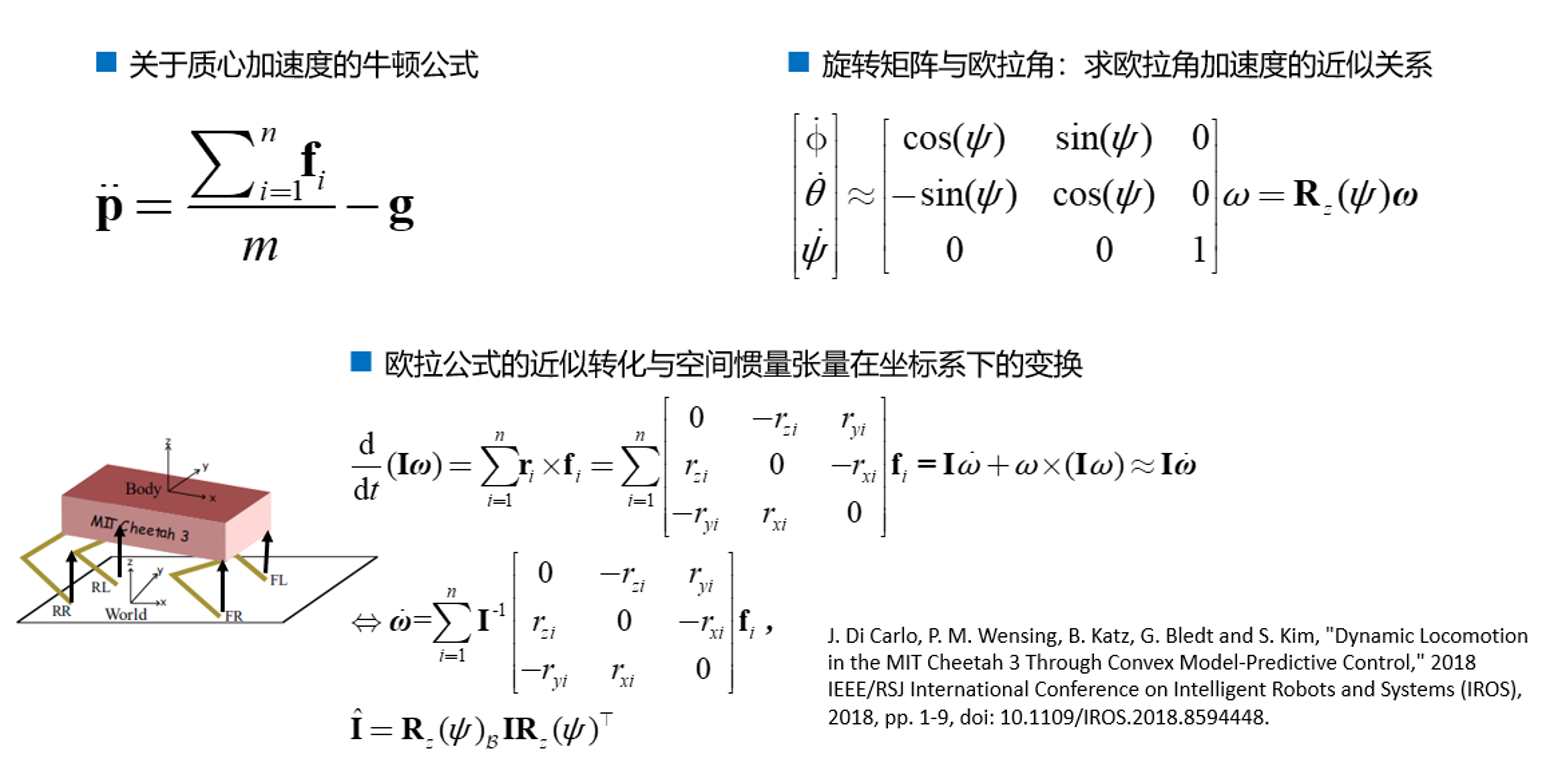 ■ 关于质心加速度的牛顿公式
$\ddot{\mathbf{p}} = \frac{\sum_{i=1}^{n} \mathbf{f}_i}{m} - \mathbf{g}$
■ 旋转矩阵与欧拉角：求欧拉角加速度的近似关系
$\begin{bmatrix} \dot{\phi} \\ \dot{\theta} \\ \dot{\psi} \end{bmatrix} \approx \begin{bmatrix} \cos(\psi) & \sin(\psi) & 0 \\ -\sin(\psi) & \cos(\psi) & 0 \\ 0 & 0 & 1 \end{bmatrix} \omega = \mathbf{R}_z(\psi)\boldsymbol{\omega}$
■ 欧拉公式的近似转化与空间惯量张量在坐标系下的变换
$\frac{\mathrm{d}}{\mathrm{d}t}(\mathbf{I}\boldsymbol{\omega}) = \sum_{i=1}^{n} \mathbf{r}_i \times \mathbf{f}_i = \sum_{i=1}^{n} \begin{bmatrix} 0 & -r_{zi} & r_{yi} \\ r_{zi} & 0 & -r_{xi} \\ -r_{yi} & r_{xi} & 0 \end{bmatrix} \mathbf{f}_i = \mathbf{I}\dot{\omega} + \omega \times (\mathbf{I}\omega) \approx \mathbf{I}\dot{\boldsymbol{\omega}}$
$\Leftrightarrow \dot{\boldsymbol{\omega}} = \sum_{i=1}^{n} \mathbf{I}^{-1} \begin{bmatrix} 0 & -r_{zi} & r_{yi} \\ r_{zi} & 0 & -r_{xi} \\ -r_{yi} & r_{xi} & 0 \end{bmatrix} \mathbf{f}_i ,$
$\hat{\mathbf{I}} = \mathbf{R}_z(\psi)_{\mathcal{B}}\mathbf{I}\mathbf{R}_z(\psi)^{\top}$
z
y
Body
x
MIT Cheetah 3
z
y
RL
FL
x
RR
World
FR
J. Di Carlo, P. M. Wensing, B. Katz, G. Bledt and S. Kim, "Dynamic Locomotion
in the MIT Cheetah 3 Through Convex Model-Predictive Control," 2018
IEEE/RSJ International Conference on Intelligent Robots and Systems (IROS),
2018, pp. 1-9, doi: 10.1109/IROS.2018.8594448.